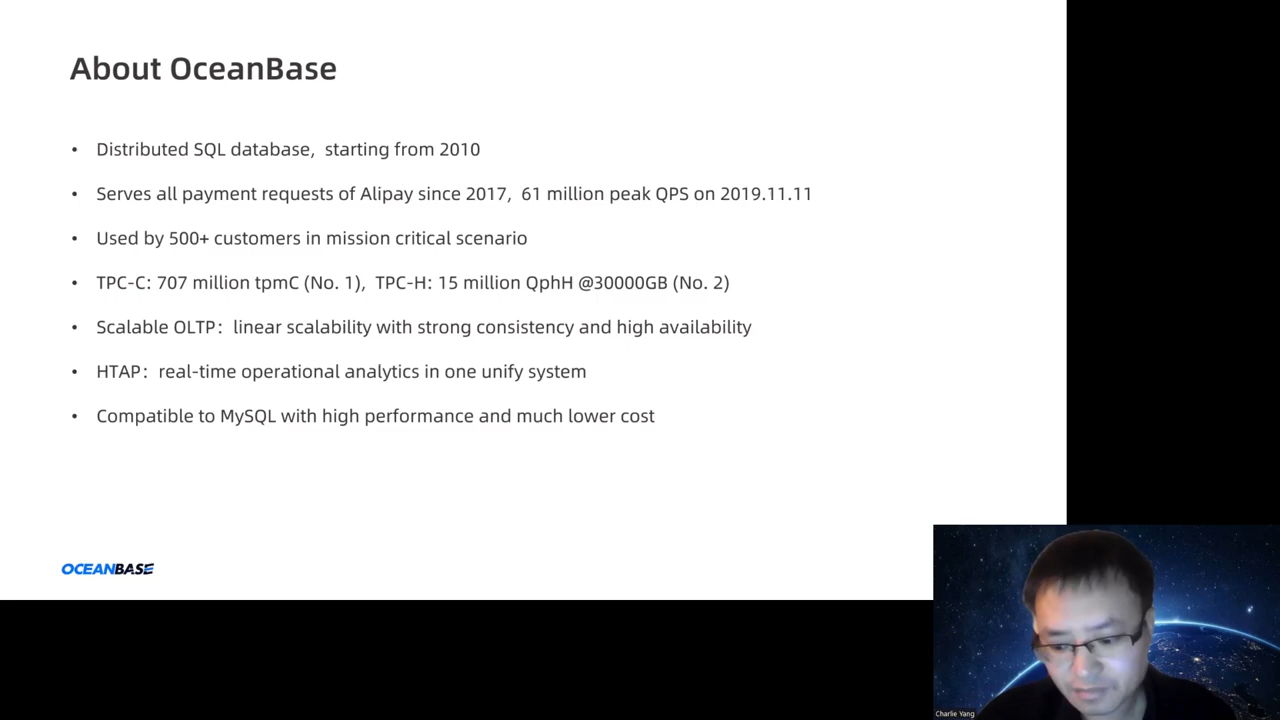 About OceanBase
• Distributed SQL database, starting from 2010
• Serves all payment requests of Alipay since 2017, 61 million peak QPS on 2019.11.11
• Used by 500+ customers in mission critical scenario
• TPC-C: 707 million tpmC (No. 1), TPC-H: 15 million QphH @30000GB (No. 2)
• Scalable OLTP：linear scalability with strong consistency and high availability
• HTAP：real-time operational analytics in one unify system
• Compatible to MySQL with high performance and much lower cost
OCEANBASE
Charlie Yang